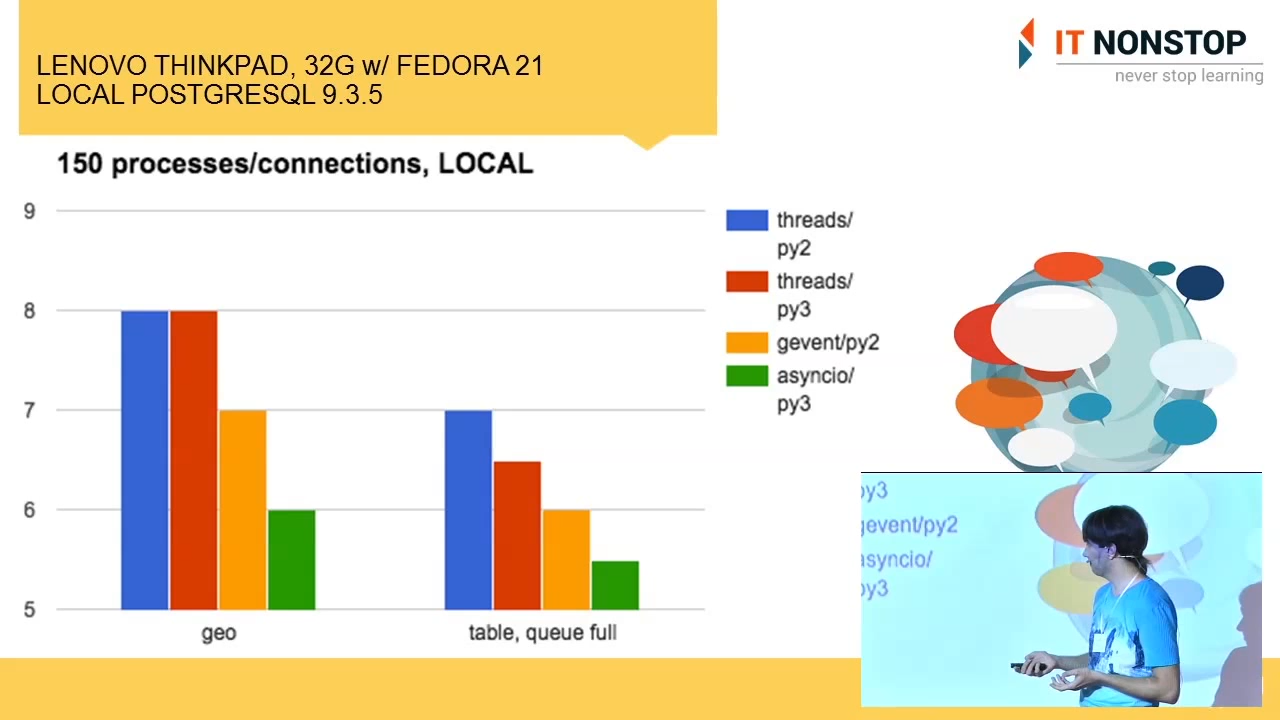 LENOVO THINKPAD, 32G w/ FEDORA 21
LOCAL POSTGRESQL 9.3.5
IT NONSTOP
never stop learning
150 processes/connections, LOCAL
9
8
7
6
5
geo
table, queue full
threads/
py2
threads/
py3
gevent/py2
asyncio/
py3
py3
gevent/py2
asyncio/
py3